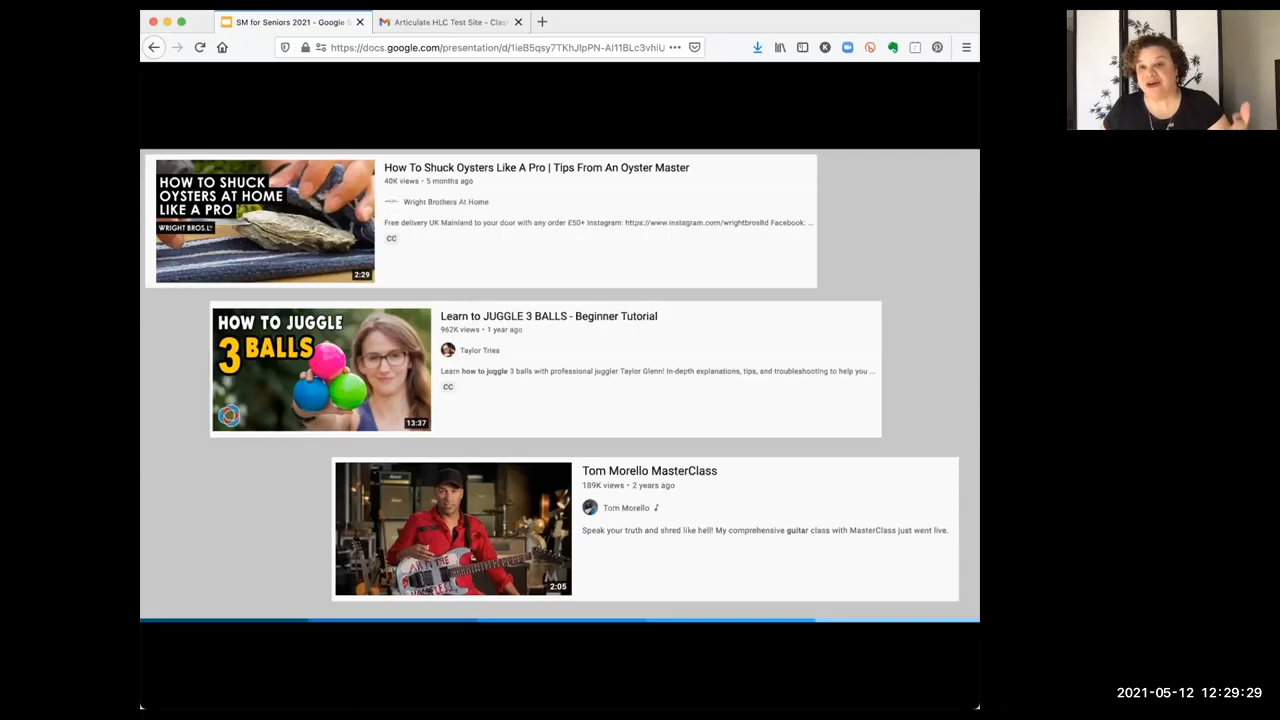 SM for Seniors 2021 - Google S
Articulate HLC Test Site - Clas
https://docs.google.com/presentation/d/1ieB5qsy7TKhJlpPN-AI11BLc3vhiU
HOW TO SHUCK
OYSTERS AT HOME
LIKE A PRO
WRIGHT BROS.LTD
2:29
How To Shuck Oysters Like A Pro | Tips From An Oyster Master
40K views • 5 months ago
Wright Brothers At Home
Free delivery UK Mainland to your door with any order £50+ Instagram: https://www.instagram.com/wrightbrosltd Facebook: ...
CC
HOW TO JUGGLE
3 BALLS
13:37
Learn to JUGGLE 3 BALLS - Beginner Tutorial
962K views • 1 year ago
Taylor Tries
Learn how to juggle 3 balls with professional juggler Taylor Glenn! In-depth explanations, tips, and troubleshooting to help you ...
CC
2:05
Tom Morello MasterClass
189K views • 2 years ago
Tom Morello
Speak your truth and shred like hell! My comprehensive guitar class with MasterClass just went live.
2021-05-12 12:29:29